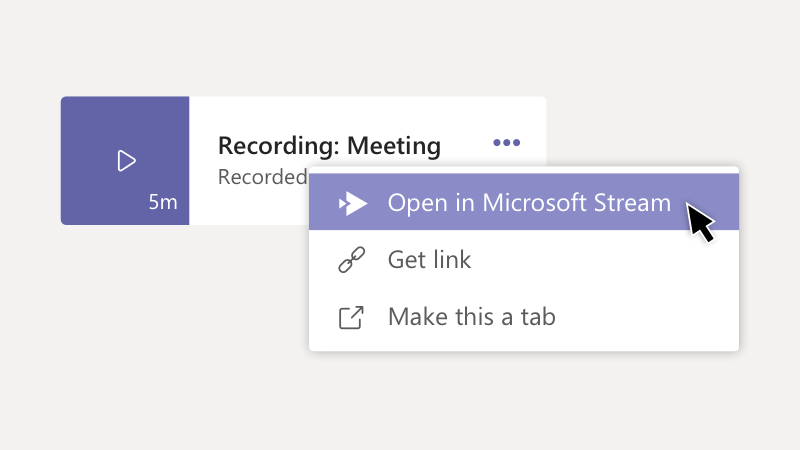 Recording: Meeting
Recorded
5m
Open in Microsoft Stream
Get link
Make this a tab